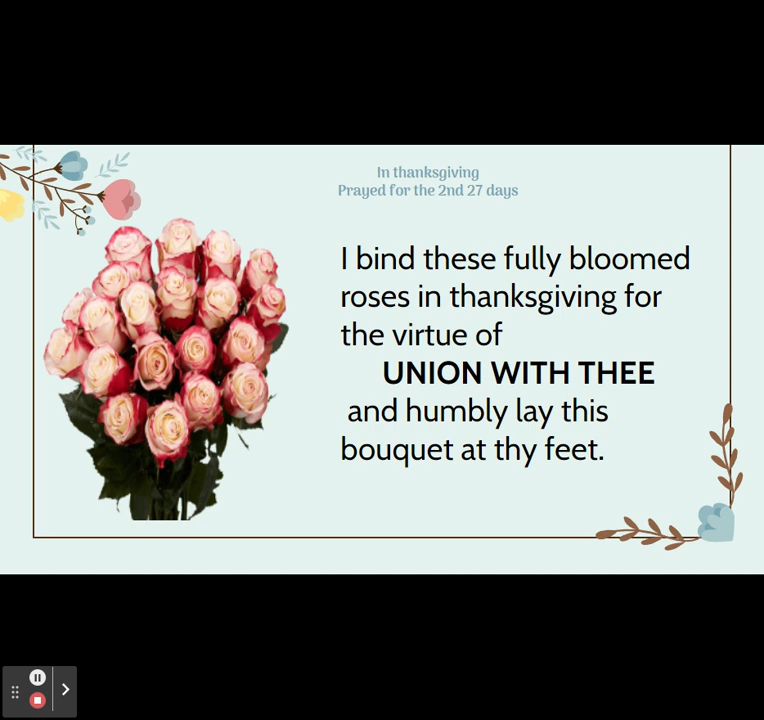 In thanksgiving
Prayed for the 2nd 27 days
I bind these fully bloomed
roses in thanksgiving for
the virtue of
UNION WITH THEE
and humbly lay this
bouquet at thy feet.